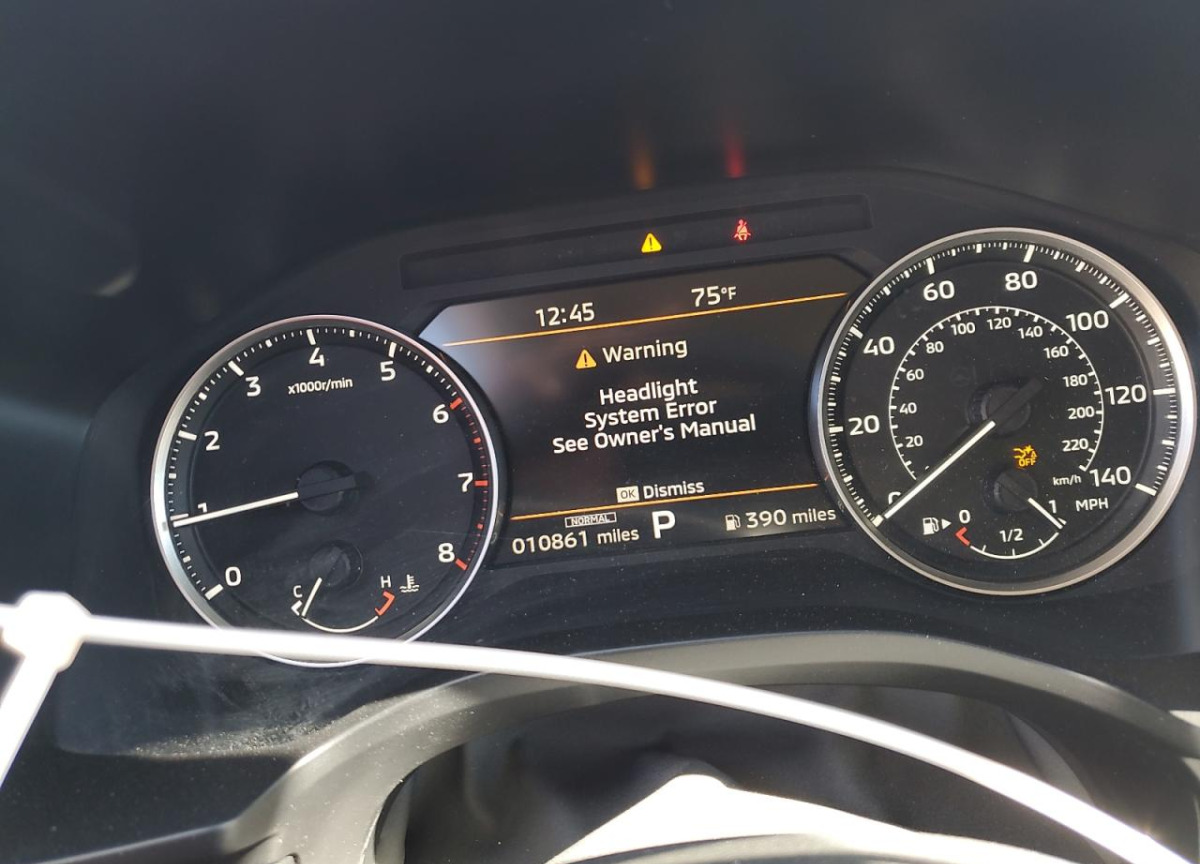 12:45 75°F
Warning
Headlight
System Error
See Owner's Manual
OK Dismiss
NORMAL
010861 miles P 390 miles
0 1 2 3 4 5 6 7 8
x1000r/min
C H
0 20 40 60 80 100 120 140
20 40 60 80 100 120 140 160 180 200 220
km/h
MPH
OFF
0 1/2 1